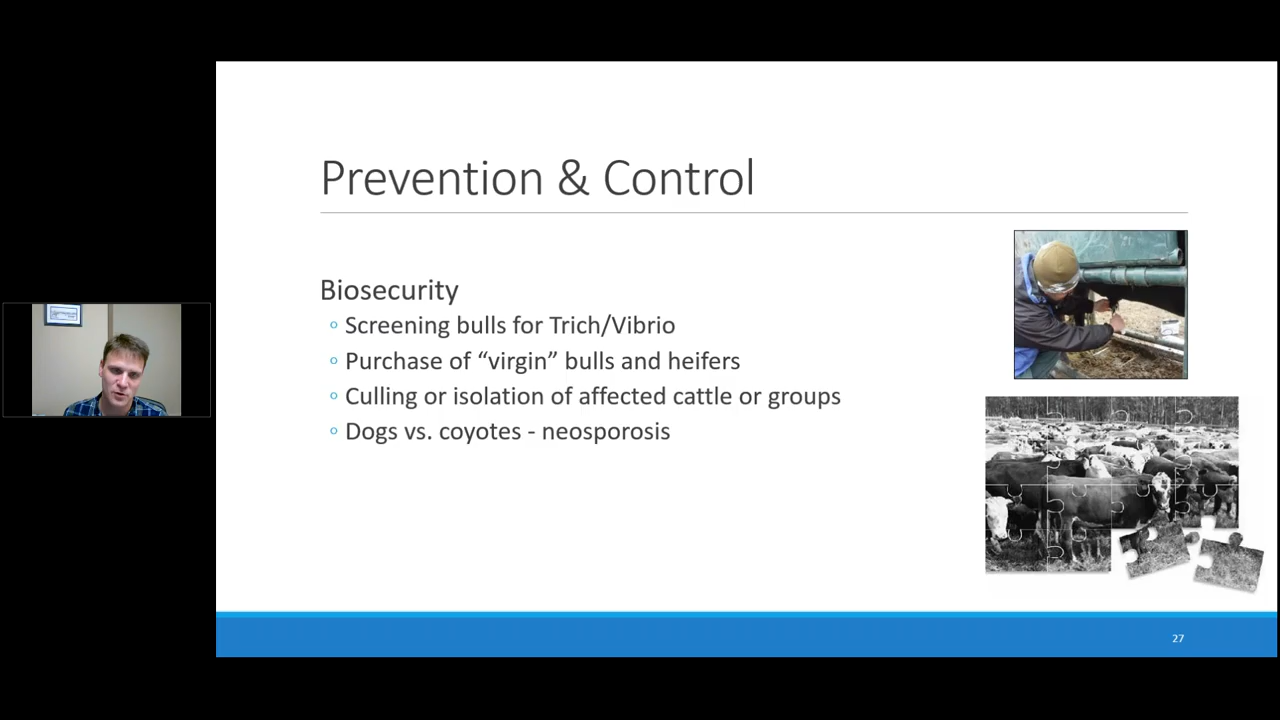 Prevention & Control
Biosecurity
◦ Screening bulls for Trich/Vibrio
◦ Purchase of “virgin” bulls and heifers
◦ Culling or isolation of affected cattle or groups
◦ Dogs vs. coyotes - neosporosis
27